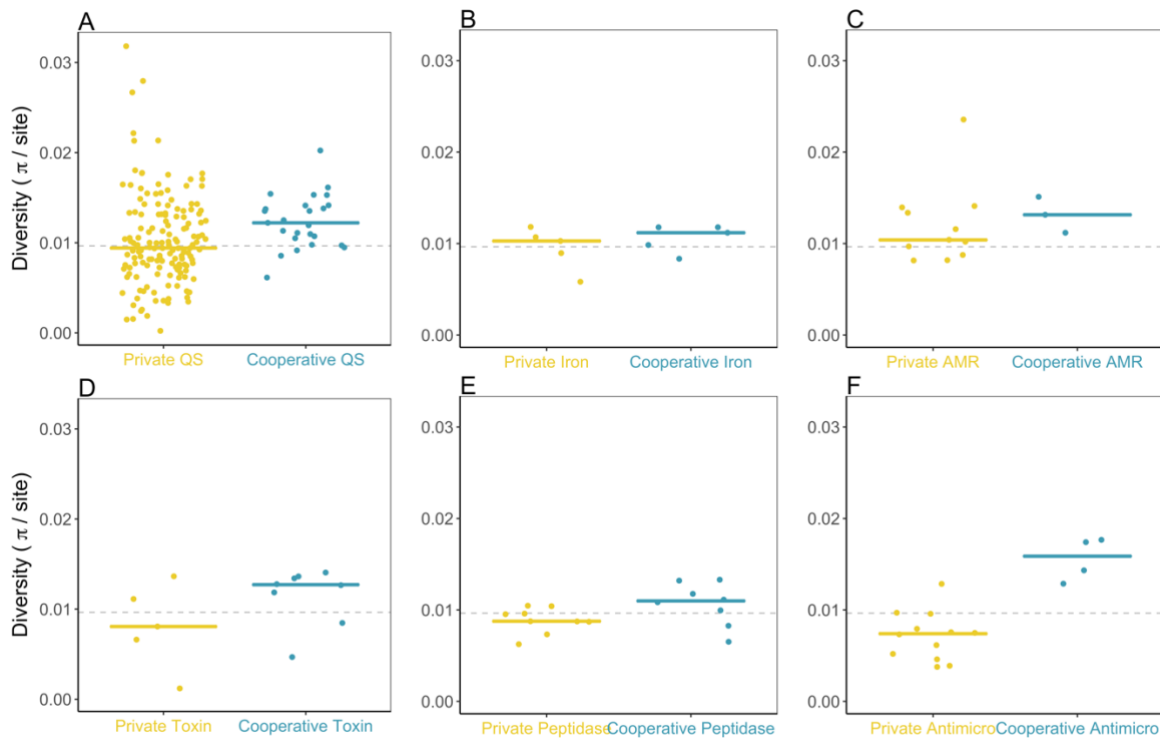 A
B
C
Diversity ( π / site)
0.03
0.02
0.01
0.00
0.03
0.02
0.01
0.00
0.03
0.02
0.01
0.00
Private QS Cooperative QS
Private Iron Cooperative Iron
Private AMR Cooperative AMR
D
E
F
Diversity ( π / site)
0.03
0.02
0.01
0.00
0.03
0.02
0.01
0.00
0.03
0.02
0.01
0.00
Private Toxin Cooperative Toxin
Private Peptidase Cooperative Peptidase
Private Antimicro Cooperative Antimicro